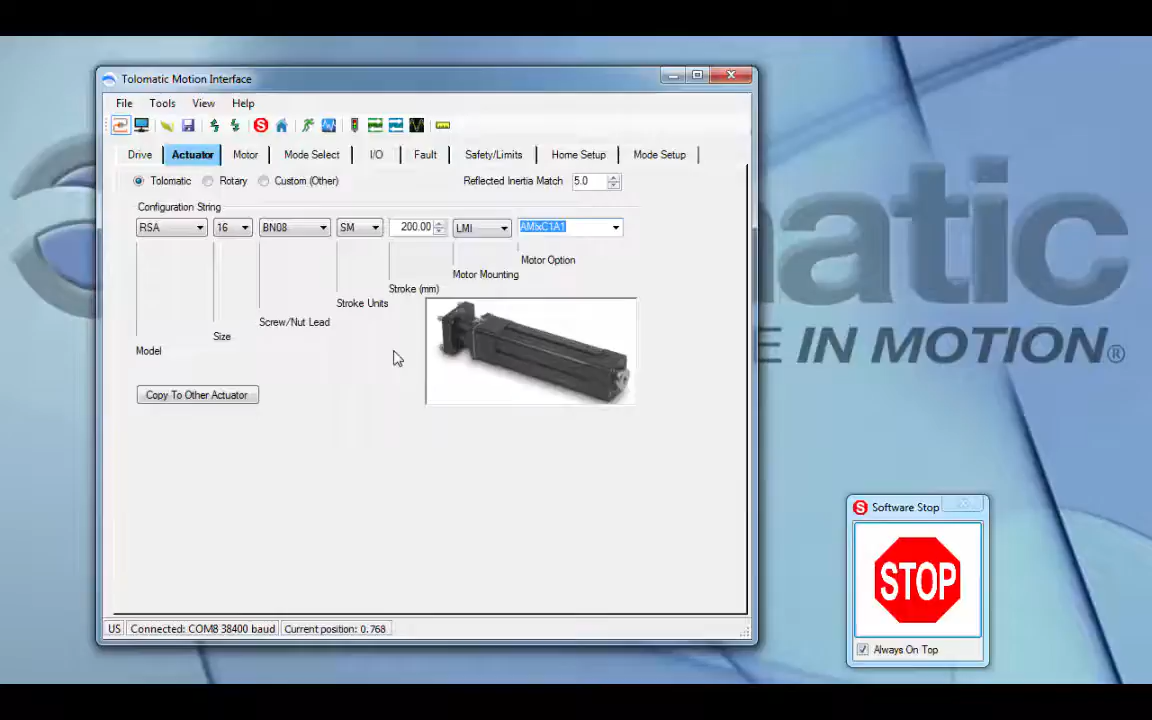 Tolomatic Motion Interface
File Tools View Help
Drive Actuator Motor Mode Select I/O Fault Safety/Limits Home Setup Mode Setup
Tolomatic Rotary Custom (Other) Reflected Inertia Match 5.0
Configuration String
RSA 16 BN08 SM 200.00 LMI AMixC1A1
Motor Option
Motor Mounting
Stroke (mm)
Stroke Units
Screw/Nut Lead
Size
Model
Copy To Other Actuator
US Connected: COM8 38400 baud Current position: 0.768
matic
E IN MOTION®
S Software Stop
STOP
Always On Top